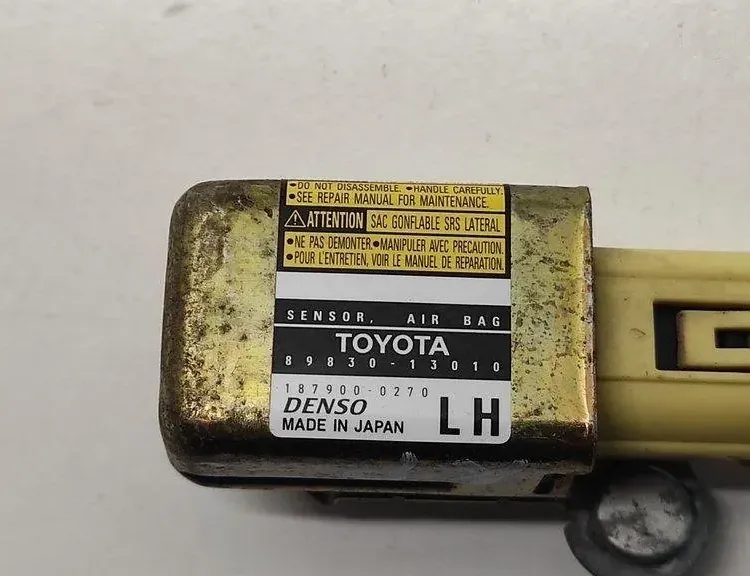 •DO NOT DISASSEMBLE. •HANDLE CAREFULLY.
•SEE REPAIR MANUAL FOR MAINTENANCE.
ATTENTION SAC GONFLABLE SRS LATERAL
•NE PAS DEMONTER.•MANIPULER AVEC PRECAUTION.
•POUR L'ENTRETIEN, VOIR LE MANUEL DE REPARATION.
SENSOR, AIR BAG
TOYOTA
89830-13010
187900-0270
DENSO
MADE IN JAPAN LH